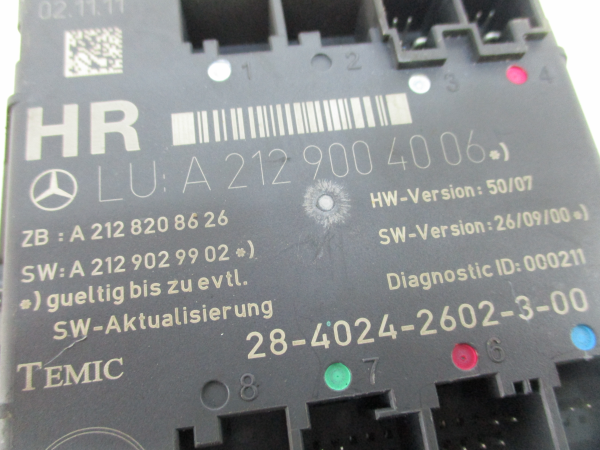 02.11.11
1 2 3 4
HR
LU: A 212 900 40 06 *)
ZB : A 212 820 86 26
HW-Version: 50/07
SW: A 212 902 99 02 *)
SW-Version: 26/09/00 *)
*) gueltig bis zu evtl.
SW-Aktualisierung
Diagnostic ID: 000211
28-4024-2602-3-00
TEMIC
8 7 6